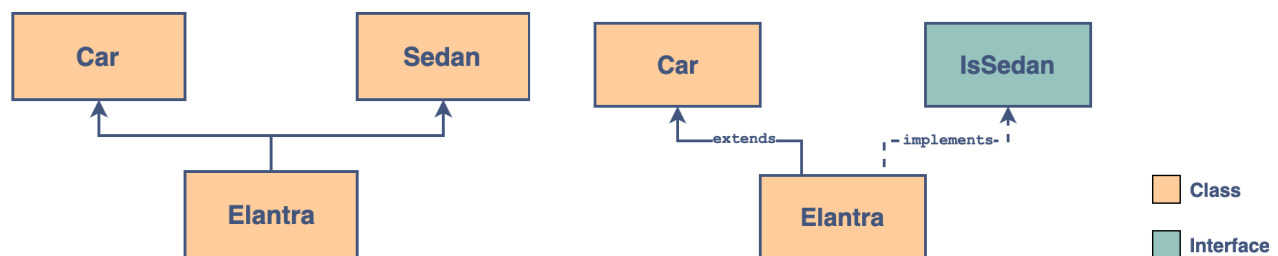 Car
Sedan
Elantra
Car
IsSedan
extends
implements
Elantra
Class
Interface